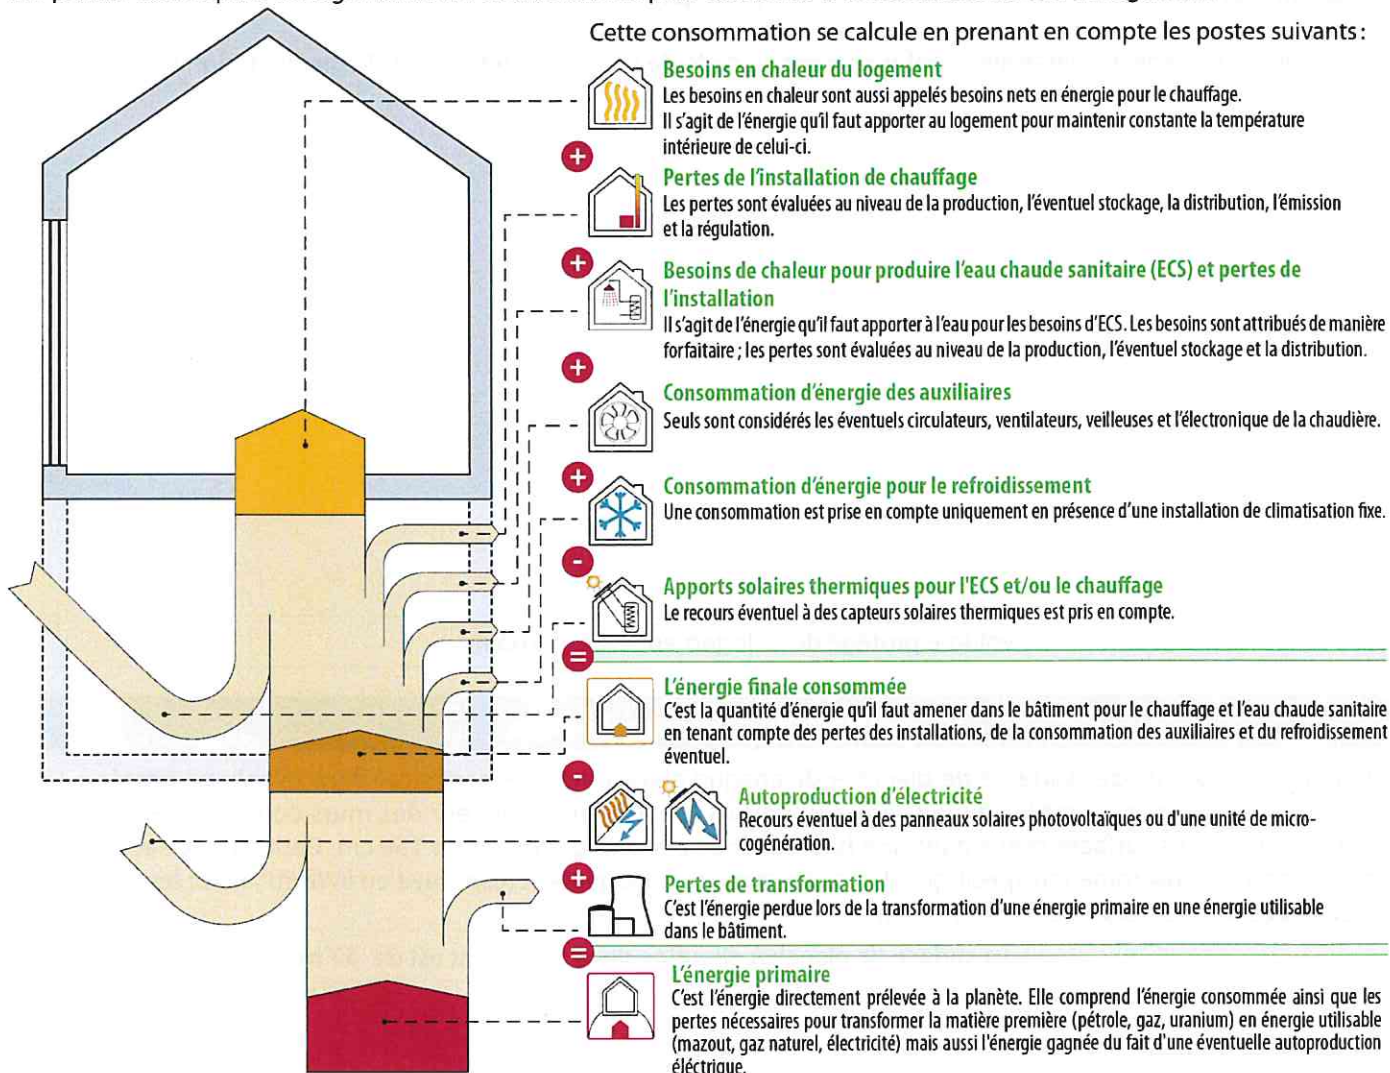 Cette consommation se calcule en prenant en compte les postes suivants :
Besoins en chaleur du logement
Les besoins en chaleur sont aussi appelés besoins nets en énergie pour le chauffage.
Il s'agit de l'énergie qu'il faut apporter au logement pour maintenir constante la température
intérieure de celui-ci.
+
Pertes de l'installation de chauffage
Les pertes sont évaluées au niveau de la production, l'éventuel stockage, la distribution, l'émission
et la régulation.
+
Besoins de chaleur pour produire l'eau chaude sanitaire (ECS) et pertes de
l'installation
Il s'agit de l'énergie qu'il faut apporter à l'eau pour les besoins d'ECS. Les besoins sont attribués de manière
forfaitaire ; les pertes sont évaluées au niveau de la production, l'éventuel stockage et la distribution.
+
Consommation d'énergie des auxiliaires
Seuls sont considérés les éventuels circulateurs, ventilateurs, veilleuses et l'électronique de la chaudière.
+
Consommation d'énergie pour le refroidissement
Une consommation est prise en compte uniquement en présence d'une installation de climatisation fixe.
-
Apports solaires thermiques pour l'ECS et/ou le chauffage
Le recours éventuel à des capteurs solaires thermiques est pris en compte.
=
L'énergie finale consommée
C'est la quantité d'énergie qu'il faut amener dans le bâtiment pour le chauffage et l'eau chaude sanitaire
en tenant compte des pertes des installations, de la consommation des auxiliaires et du refroidissement
éventuel.
-
Autoproduction d'électricité
Recours éventuel à des panneaux solaires photovoltaïques ou d'une unité de micro-
cogénération.
+
Pertes de transformation
C'est l'énergie perdue lors de la transformation d'une énergie primaire en une énergie utilisable
dans le bâtiment.
=
L'énergie primaire
C'est l'énergie directement prélevée à la planète. Elle comprend l'énergie consommée ainsi que les
pertes nécessaires pour transformer la matière première (pétrole, gaz, uranium) en énergie utilisable
(mazout, gaz naturel, électricité) mais aussi l'énergie gagnée du fait d'une éventuelle autoproduction
éléctrique.